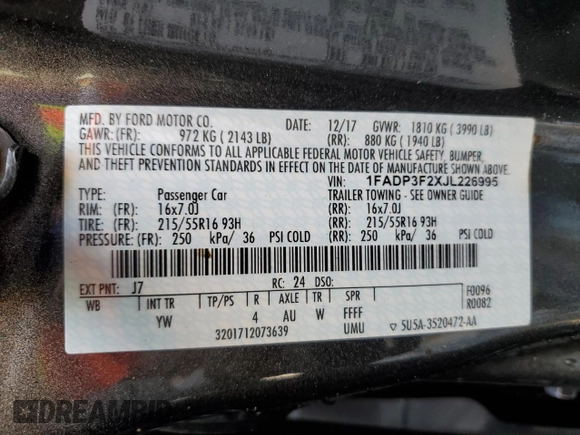 MFD. BY FORD MOTOR CO. DATE: 12/17 GVWR: 1810 KG ( 3990 LB)
GAWR: (FR): 972 KG ( 2143 LB) (RR): 880 KG ( 1940 LB)
THIS VEHICLE CONFORMS TO ALL APPLICABLE FEDERAL MOTOR VEHICLE SAFETY, BUMPER,
AND THEFT PREVENTION STANDARDS IN EFFECT ON THE DATE OF MANUFACTURE SHOWN ABOVE.
VIN: 1FADP3F2XJL226995
TYPE: Passenger Car TRAILER TOWING - SEE OWNER GUIDE
RIM: (FR): 16x7.0J (RR): 16x7.0J
TIRE: (FR): 215/55R16 93H (RR): 215/55R16 93H
PRESSURE: (FR): 250 kPa/ 36 PSI COLD (RR): 250 kPa/ 36 PSI COLD
EXT PNT: J7 RC: 24 DSO: F0096
WB INT TR TP/PS R AXLE TR SPR R0082
YW 4 AU W FFFF
3201712073639 UMU 5U5A-3520472-AA
DREAMBID